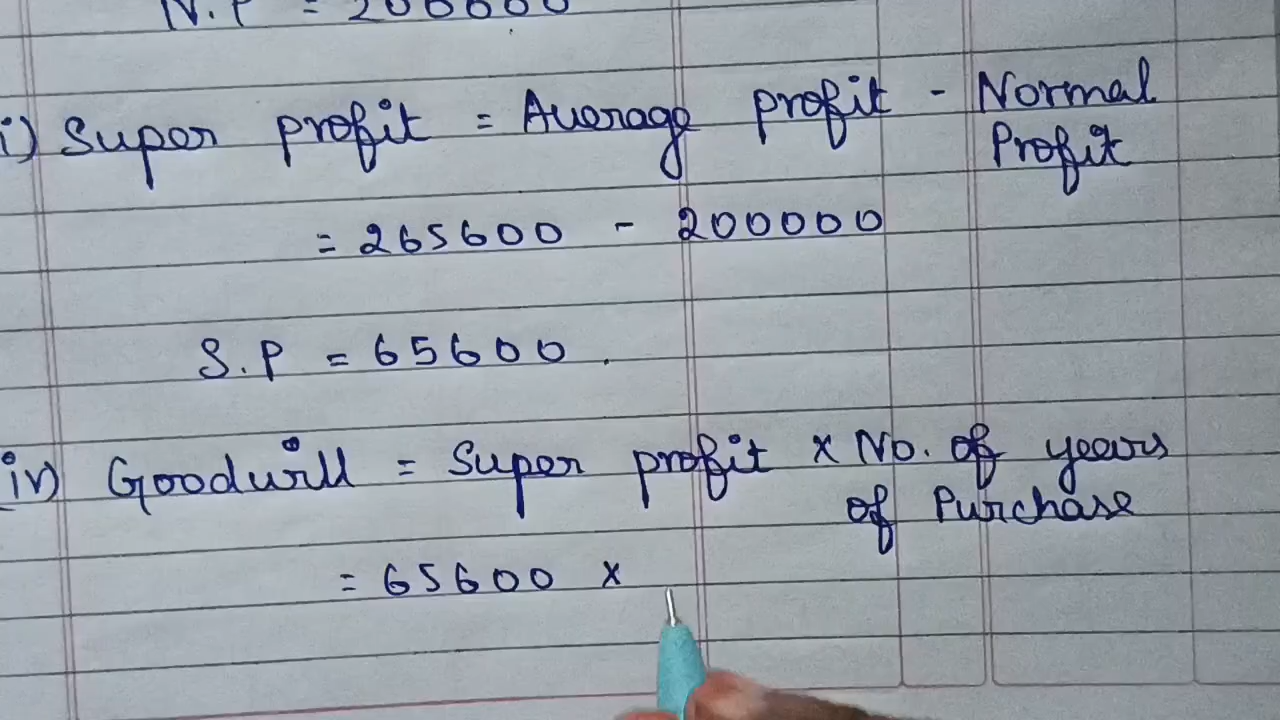 N.P = 200000
i) Super profit = Average profit - Normal
Profit
= 265600 - 200000
S.P = 65600.
iv) Goodwill = Super profit x No. of years
of Purchase
= 65600 x